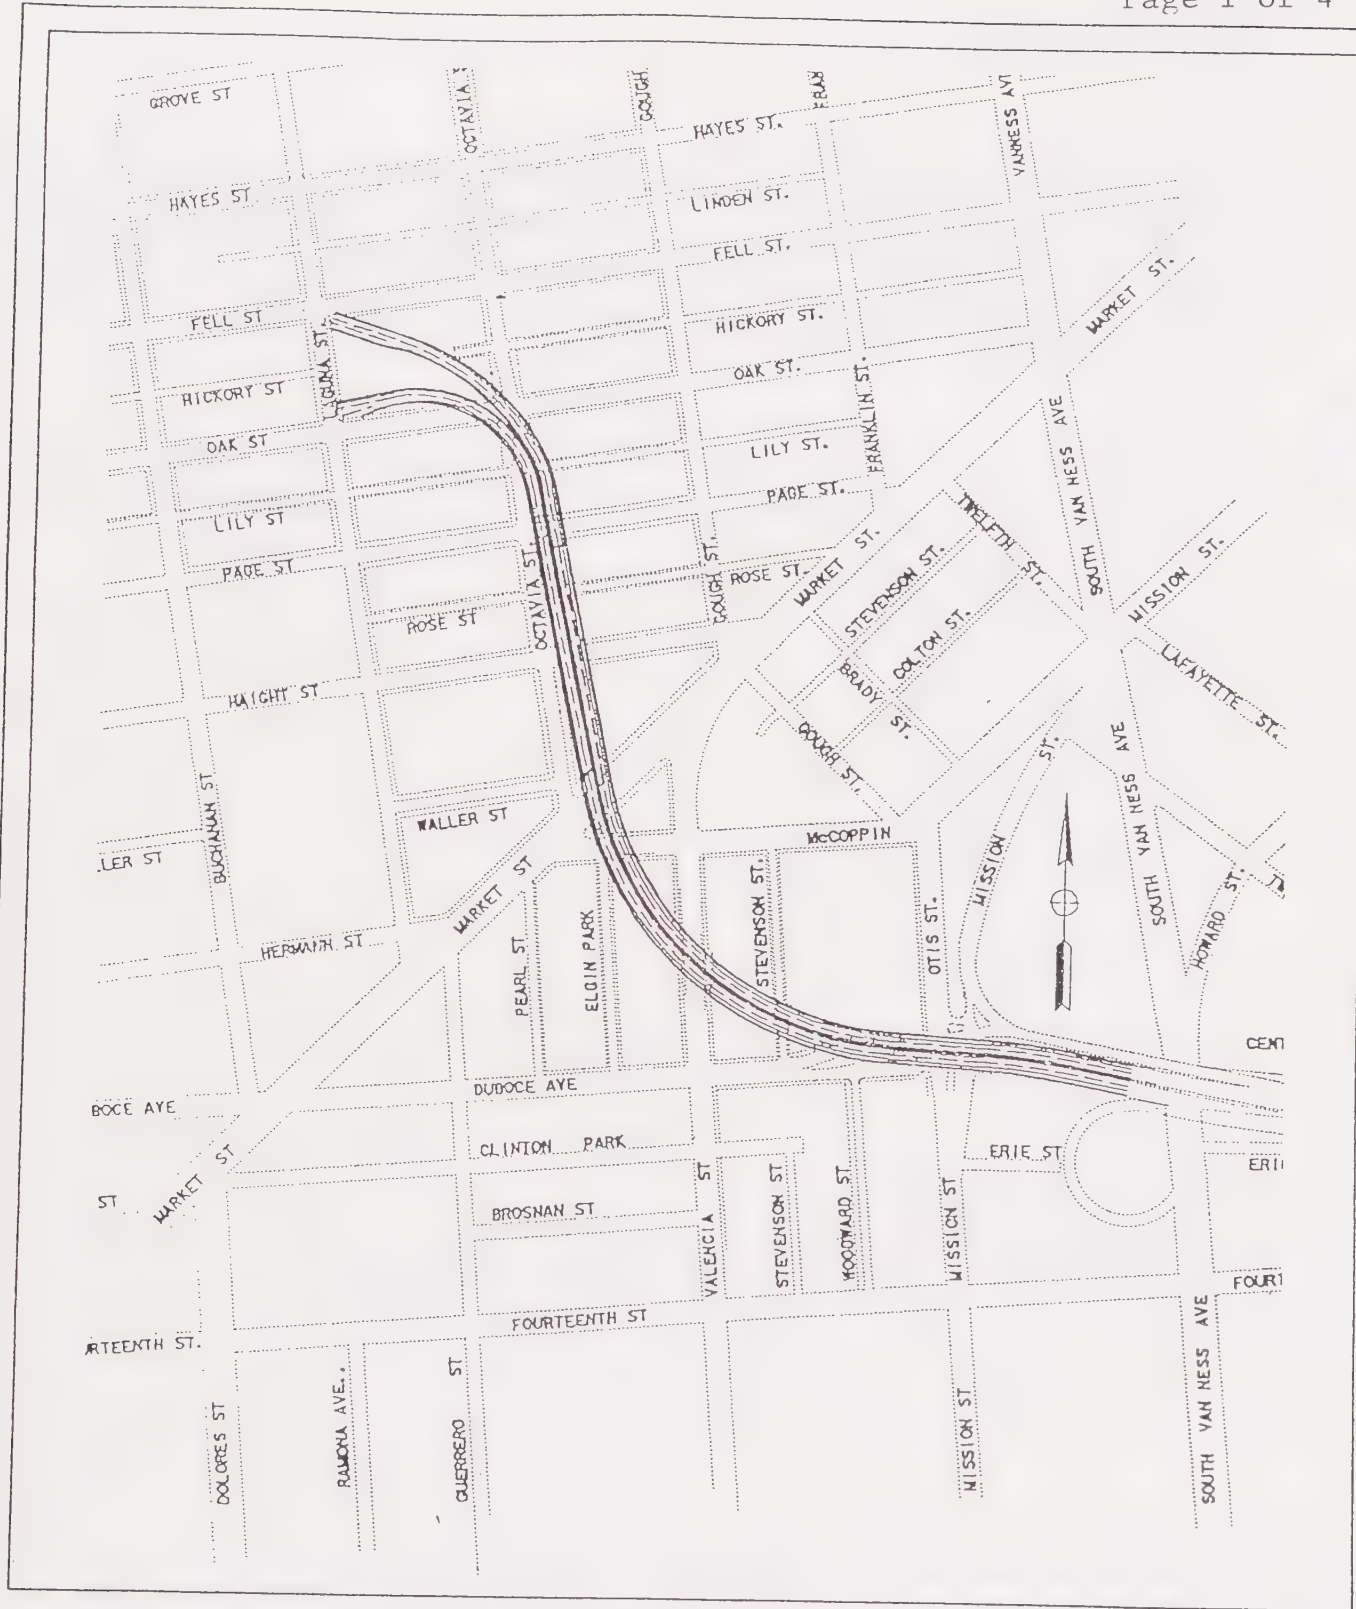 Page 1 of 4
GROVE ST
OCTAVIA S
GOUGH
FRAN
VANNESS AV
HAYES ST.
HAYES ST
LINDEN ST.
FELL ST.
MARKET ST.
FELL ST
LAGUNA ST.
HICKORY ST.
OAK ST.
HICKORY ST
FRANKLIN ST.
SOUTH VAN NESS AVE
OAK ST
LILY ST.
PAGE ST.
TWELFTH ST.
LILY ST
PAGE ST
OCTAVIA ST.
GOUGH ST.
ROSE ST.
MARKET ST.
STEVENSON ST.
MISSION ST.
ROSE ST
COLTON ST.
BRADY ST.
LAFAYETTE ST.
HAIGHT ST
GOUGH ST.
MISSION ST.
SOUTH VAN NESS AVE
BUCHANAN ST
WALLER ST
McCOPPIN
LER ST
MARKET ST
STEVENSON ST.
OTIS ST.
HOWARD ST.
TW
HERMANN ST
PEARL ST
ELGIN PARK
CENT
DUBOCE AVE
BOCE AVE
CLINTON PARK
ERIE ST
ERI
ST
MARKET ST
BROSNAN ST
VALENCIA ST
STEVENSON ST
WOODWARD ST
MISSION ST
FOURT
FOURTEENTH ST
RTEENTH ST.
DOLORES ST
RAMONA AVE..
GUERRERO ST
MISSION ST
SOUTH VAN NESS AVE